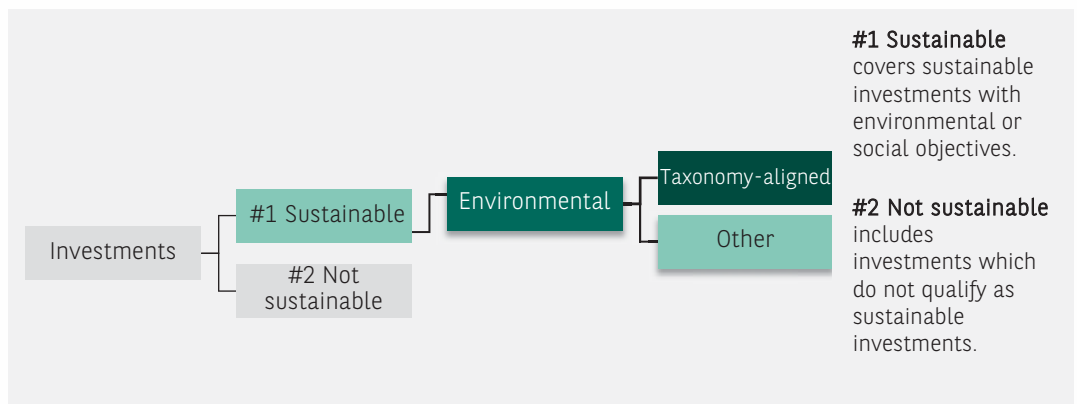 Investments
#1 Sustainable
#2 Not
sustainable
Environmental
Taxonomy-aligned
Other
#1 Sustainable
covers sustainable
investments with
environmental or
social objectives.
#2 Not sustainable
includes
investments which
do not qualify as
sustainable
investments.